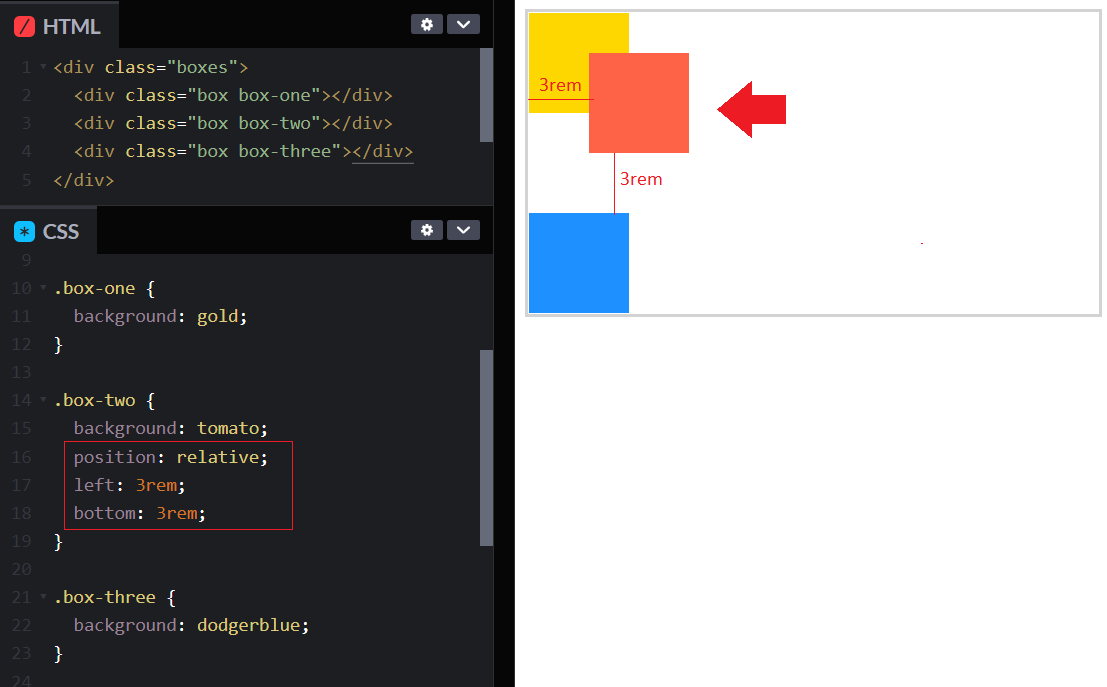 HTML
1 <div class="boxes">
2 <div class="box box-one"></div>
3 <div class="box box-two"></div>
4 <div class="box box-three"></div>
5 </div>
CSS
9
10 .box-one {
11 background: gold;
12 }
13
14 .box-two {
15 background: tomato;
16 position: relative;
17 left: 3rem;
18 bottom: 3rem;
19 }
20
21 .box-three {
22 background: dodgerblue;
23 }
24
3rem
3rem